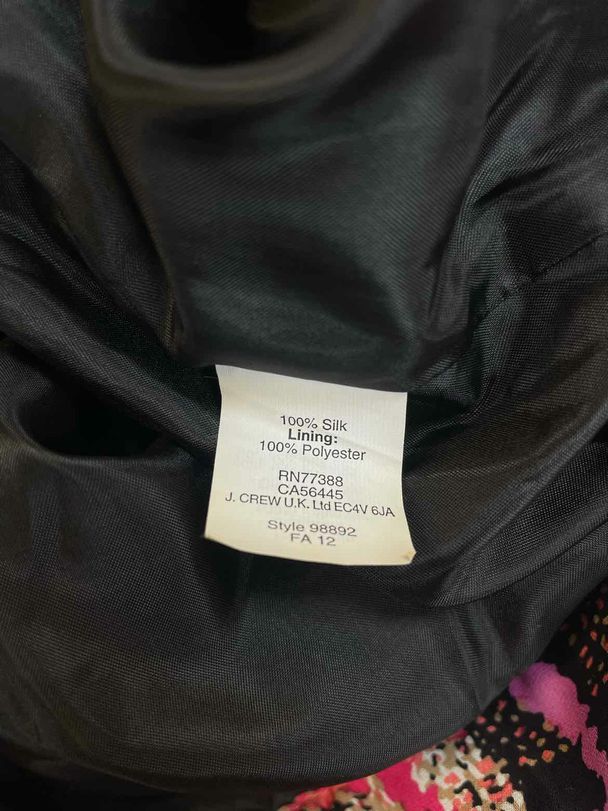 100% Silk
Lining:
100% Polyester
RN77388
CA56445
J. CREW U.K. Ltd EC4V 6JA
Style 98892
FA 12